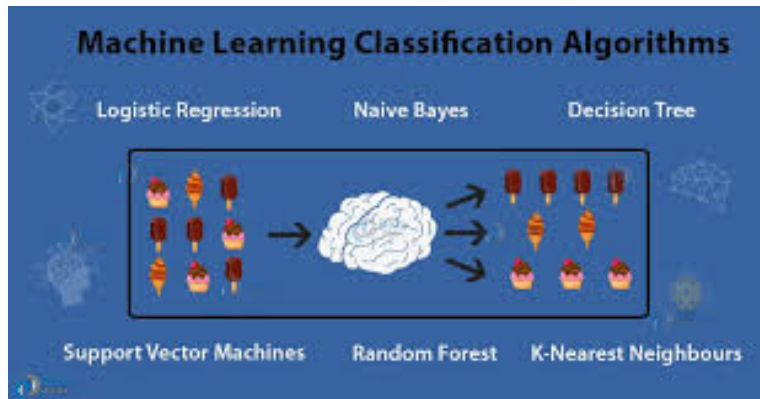 Machine Learning Classification Algorithms
Logistic Regression
Naive Bayes
Decision Tree
Support Vector Machines
Random Forest
K-Nearest Neighbours